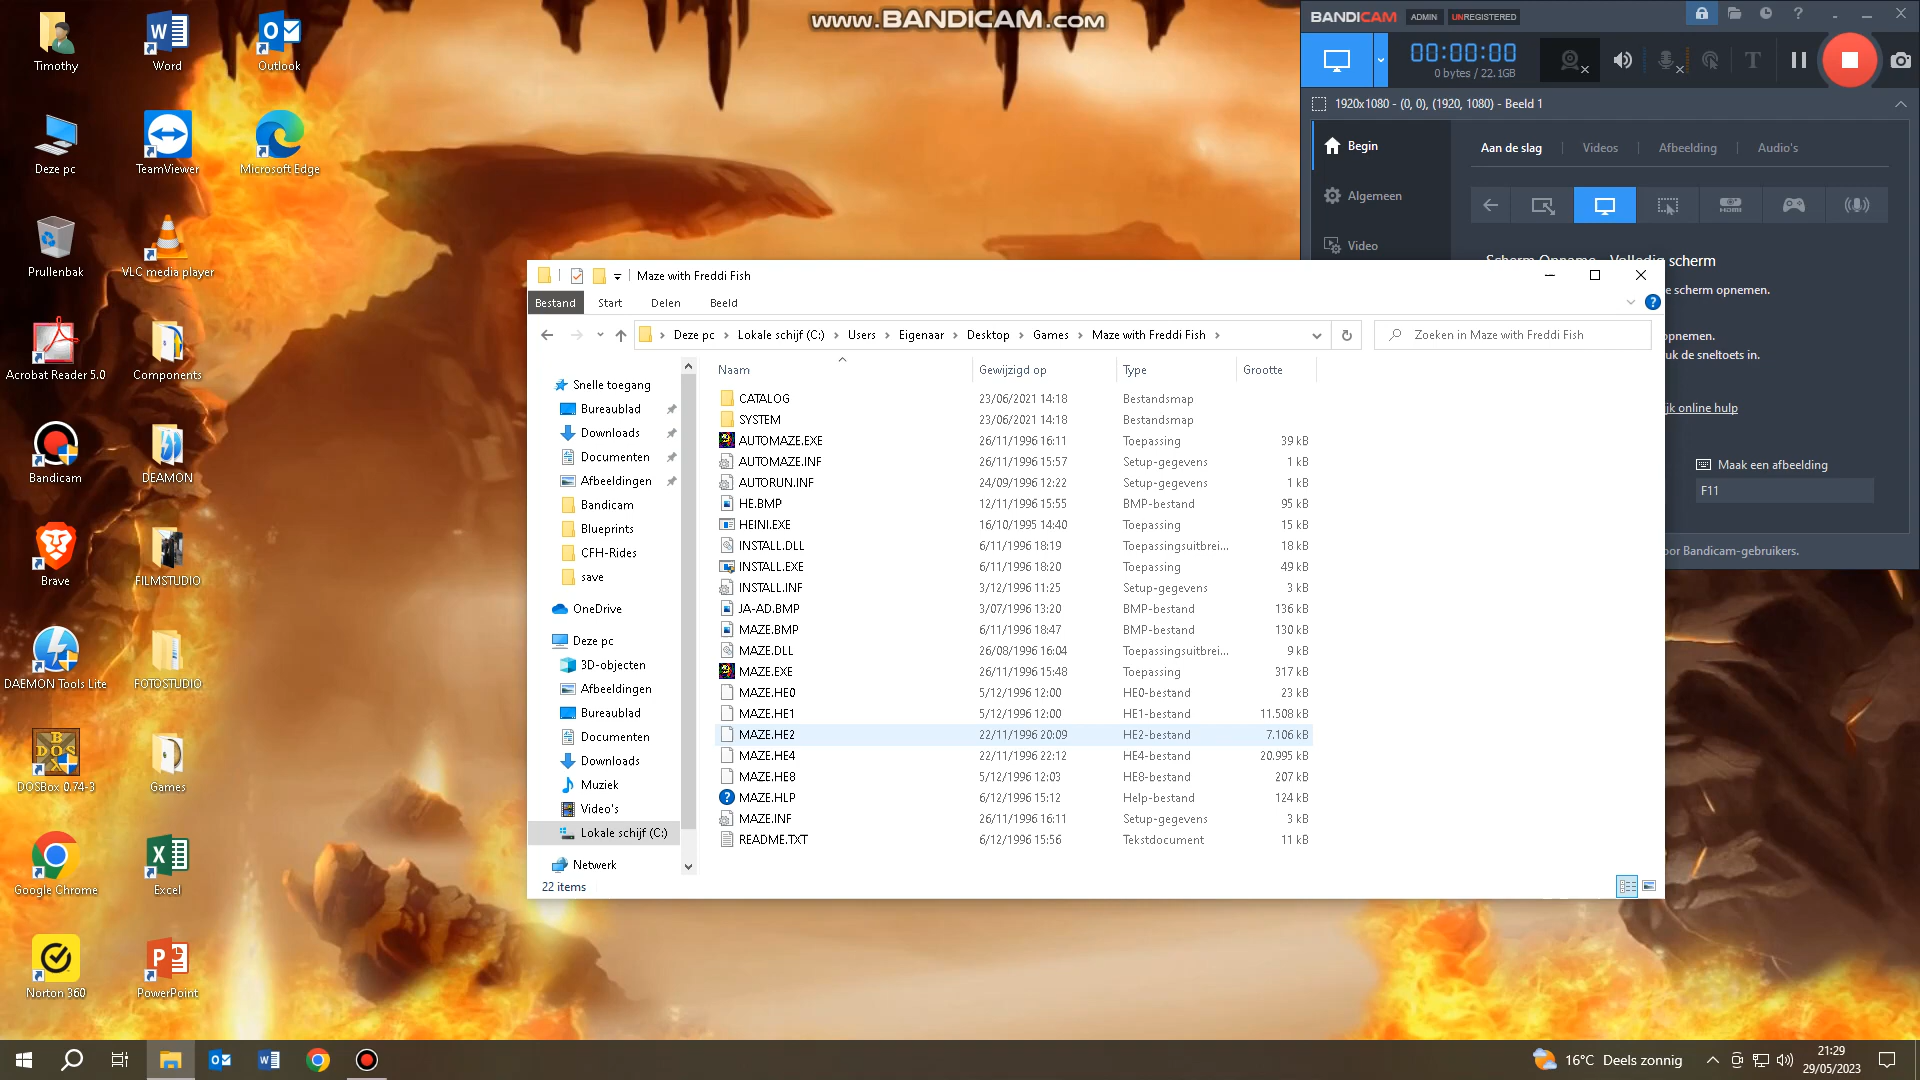 www.BANDICAM.com
Timothy
Word
Outlook
Deze pc
TeamViewer
Microsoft Edge
Prullenbak
VLC media player
Acrobat Reader 5.0
Components
Bandicam
DEAMON
Brave
FILMSTUDIO
DAEMON Tools Lite
FOTOSTUDIO
DOSBox 0.74-3
Games
Google Chrome
Excel
Norton 360
PowerPoint
BANDICAM ADMIN UNREGISTERED
00:00:00
0 bytes / 22.1GB
1920x1080 - (0, 0), (1920, 1080) - Beeld 1
Begin
Algemeen
Video
Aan de slag
Videos
Afbeelding
Audio's
HDMI
scherm
e scherm opnemen.
opnemen.
uk de sneltoets in.
jk online hulp
Maak een afbeelding
F11
oor Bandicam-gebruikers.
Maze with Freddi Fish
Bestand Start Delen Beeld
Deze pc Lokale schijf (C:) Users Eigenaar Desktop Games Maze with Freddi Fish
Zoeken in Maze with Freddi Fish
Snelle toegang
Bureaublad
Downloads
Documenten
Afbeeldingen
Bandicam
Blueprints
CFH-Rides
save
OneDrive
Deze pc
3D-objecten
Afbeeldingen
Bureaublad
Documenten
Downloads
Muziek
Video's
Lokale schijf (C:)
Netwerk
Naam Gewijzigd op Type Grootte
CATALOG 23/06/2021 14:18 Bestandsmap
SYSTEM 23/06/2021 14:18 Bestandsmap
AUTOMAZE.EXE 26/11/1996 16:11 Toepassing 39 kB
AUTOMAZE.INF 26/11/1996 15:57 Setup-gegevens 1 kB
AUTORUN.INF 24/09/1996 12:22 Setup-gegevens 1 kB
HE.BMP 12/11/1996 15:55 BMP-bestand 95 kB
HEINI.EXE 16/10/1995 14:40 Toepassing 15 kB
INSTALL.DLL 6/11/1996 18:19 Toepassingsuitbrei... 18 kB
INSTALL.EXE 6/11/1996 18:20 Toepassing 49 kB
INSTALL.INF 3/12/1996 11:25 Setup-gegevens 3 kB
JA-AD.BMP 3/07/1996 13:20 BMP-bestand 136 kB
MAZE.BMP 6/11/1996 18:47 BMP-bestand 130 kB
MAZE.DLL 26/08/1996 16:04 Toepassingsuitbrei... 9 kB
MAZE.EXE 26/11/1996 15:48 Toepassing 317 kB
MAZE.HE0 5/12/1996 12:00 HE0-bestand 23 kB
MAZE.HE1 5/12/1996 12:00 HE1-bestand 11.508 kB
MAZE.HE2 22/11/1996 20:09 HE2-bestand 7.106 kB
MAZE.HE4 22/11/1996 22:12 HE4-bestand 20.995 kB
MAZE.HE8 5/12/1996 12:03 HE8-bestand 207 kB
MAZE.HLP 6/12/1996 15:12 Help-bestand 124 kB
MAZE.INF 26/11/1996 16:11 Setup-gegevens 3 kB
README.TXT 6/12/1996 15:56 Tekstdocument 11 kB
22 items
16°C Deels zonnig
21:29
29/05/2023